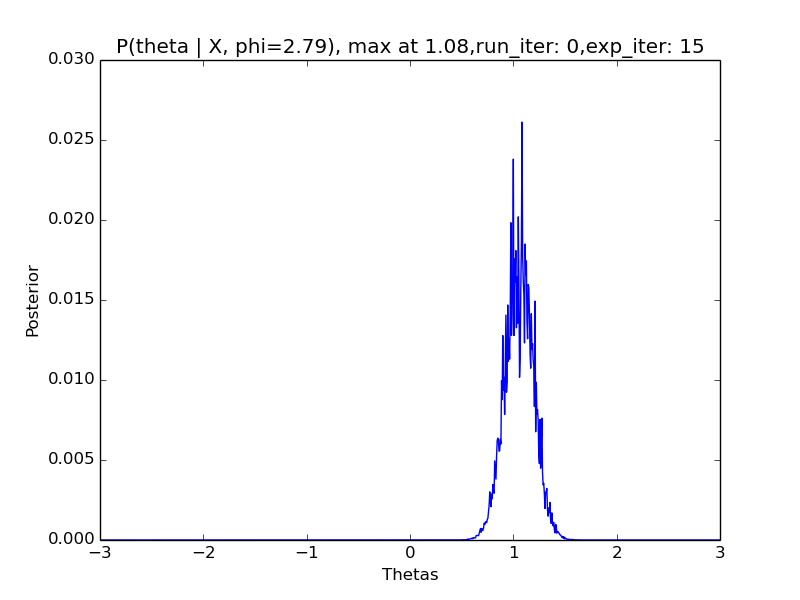 P(theta | X, phi=2.79), max at 1.08,run_iter: 0,exp_iter: 15
0.030
0.025
0.020
0.015
0.010
0.005
0.000
Posterior
−3 −2 −1 0 1 2 3
Thetas